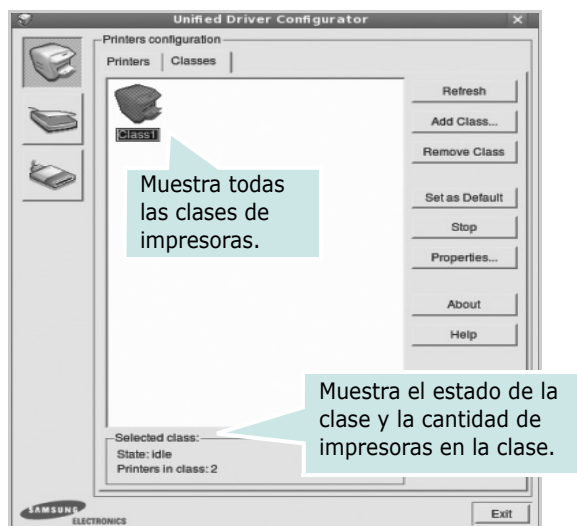 Unified Driver Configurator
Printers configuration
Printers
Classes
Class1
Muestra todas
las clases de
impresoras.
Refresh
Add Class...
Remove Class
Set as Default
Stop
Properties...
About
Help
Muestra el estado de la
clase y la cantidad de
impresoras en la clase.
Selected class:
State: idle
Printers in class: 2
SAMSUNG
ELECTRONICS
Exit